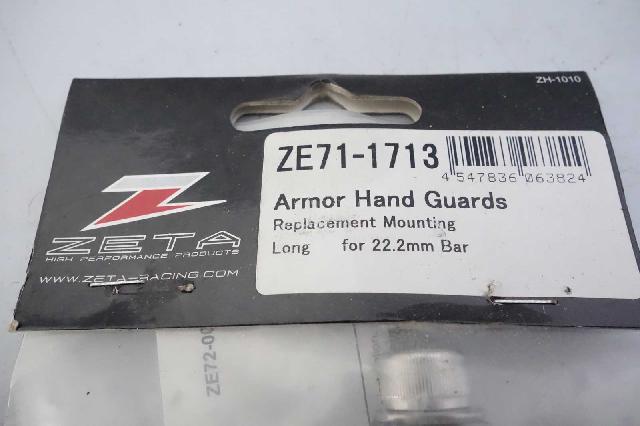 ZH-1010
ZE71-1713
4 547836 063824
Armor Hand Guards
Replacement Mounting
Long for 22.2mm Bar
ZETA
HIGH PERFORMANCE PRODUCTS
WWW.ZETA-RACING.COM